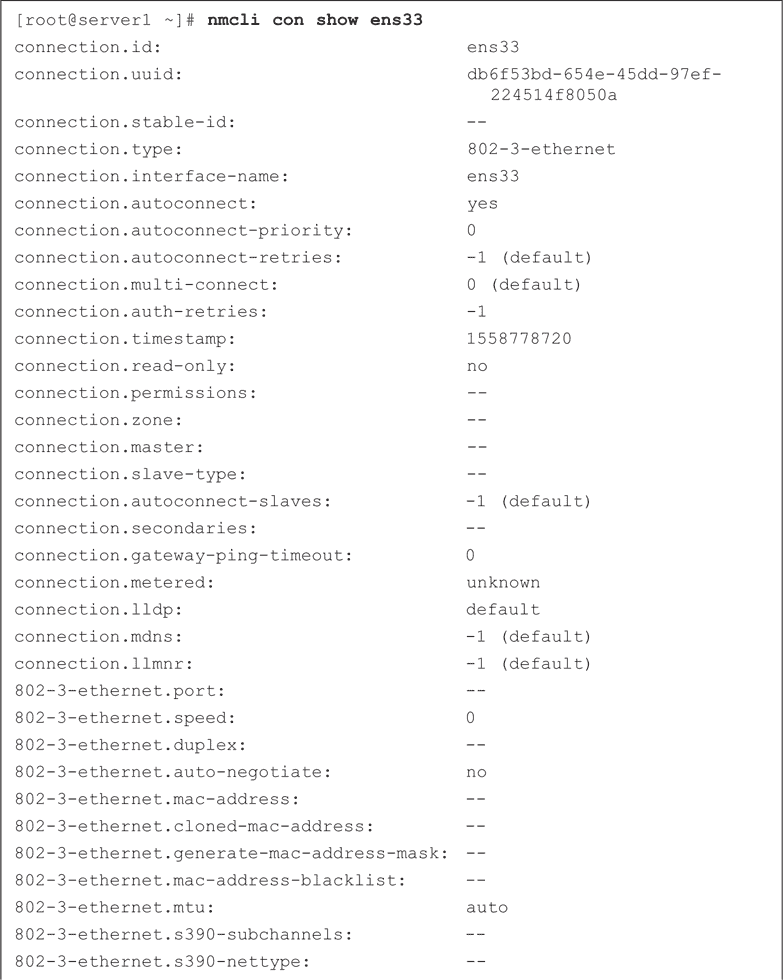 [root@server1 ~]# nmcli con show ens33
connection.id: ens33
connection.uuid: db6f53bd-654e-45dd-97ef-
224514f8050a
connection.stable-id: --
connection.type: 802-3-ethernet
connection.interface-name: ens33
connection.autoconnect: yes
connection.autoconnect-priority: 0
connection.autoconnect-retries: -1 (default)
connection.multi-connect: 0 (default)
connection.auth-retries: -1
connection.timestamp: 1558778720
connection.read-only: no
connection.permissions: --
connection.zone: --
connection.master: --
connection.slave-type: --
connection.autoconnect-slaves: -1 (default)
connection.secondaries: --
connection.gateway-ping-timeout: 0
connection.metered: unknown
connection.lldp: default
connection.mdns: -1 (default)
connection.llmnr: -1 (default)
802-3-ethernet.port: --
802-3-ethernet.speed: 0
802-3-ethernet.duplex: --
802-3-ethernet.auto-negotiate: no
802-3-ethernet.mac-address: --
802-3-ethernet.cloned-mac-address: --
802-3-ethernet.generate-mac-address-mask: --
802-3-ethernet.mac-address-blacklist: --
802-3-ethernet.mtu: auto
802-3-ethernet.s390-subchannels: --
802-3-ethernet.s390-nettype: --